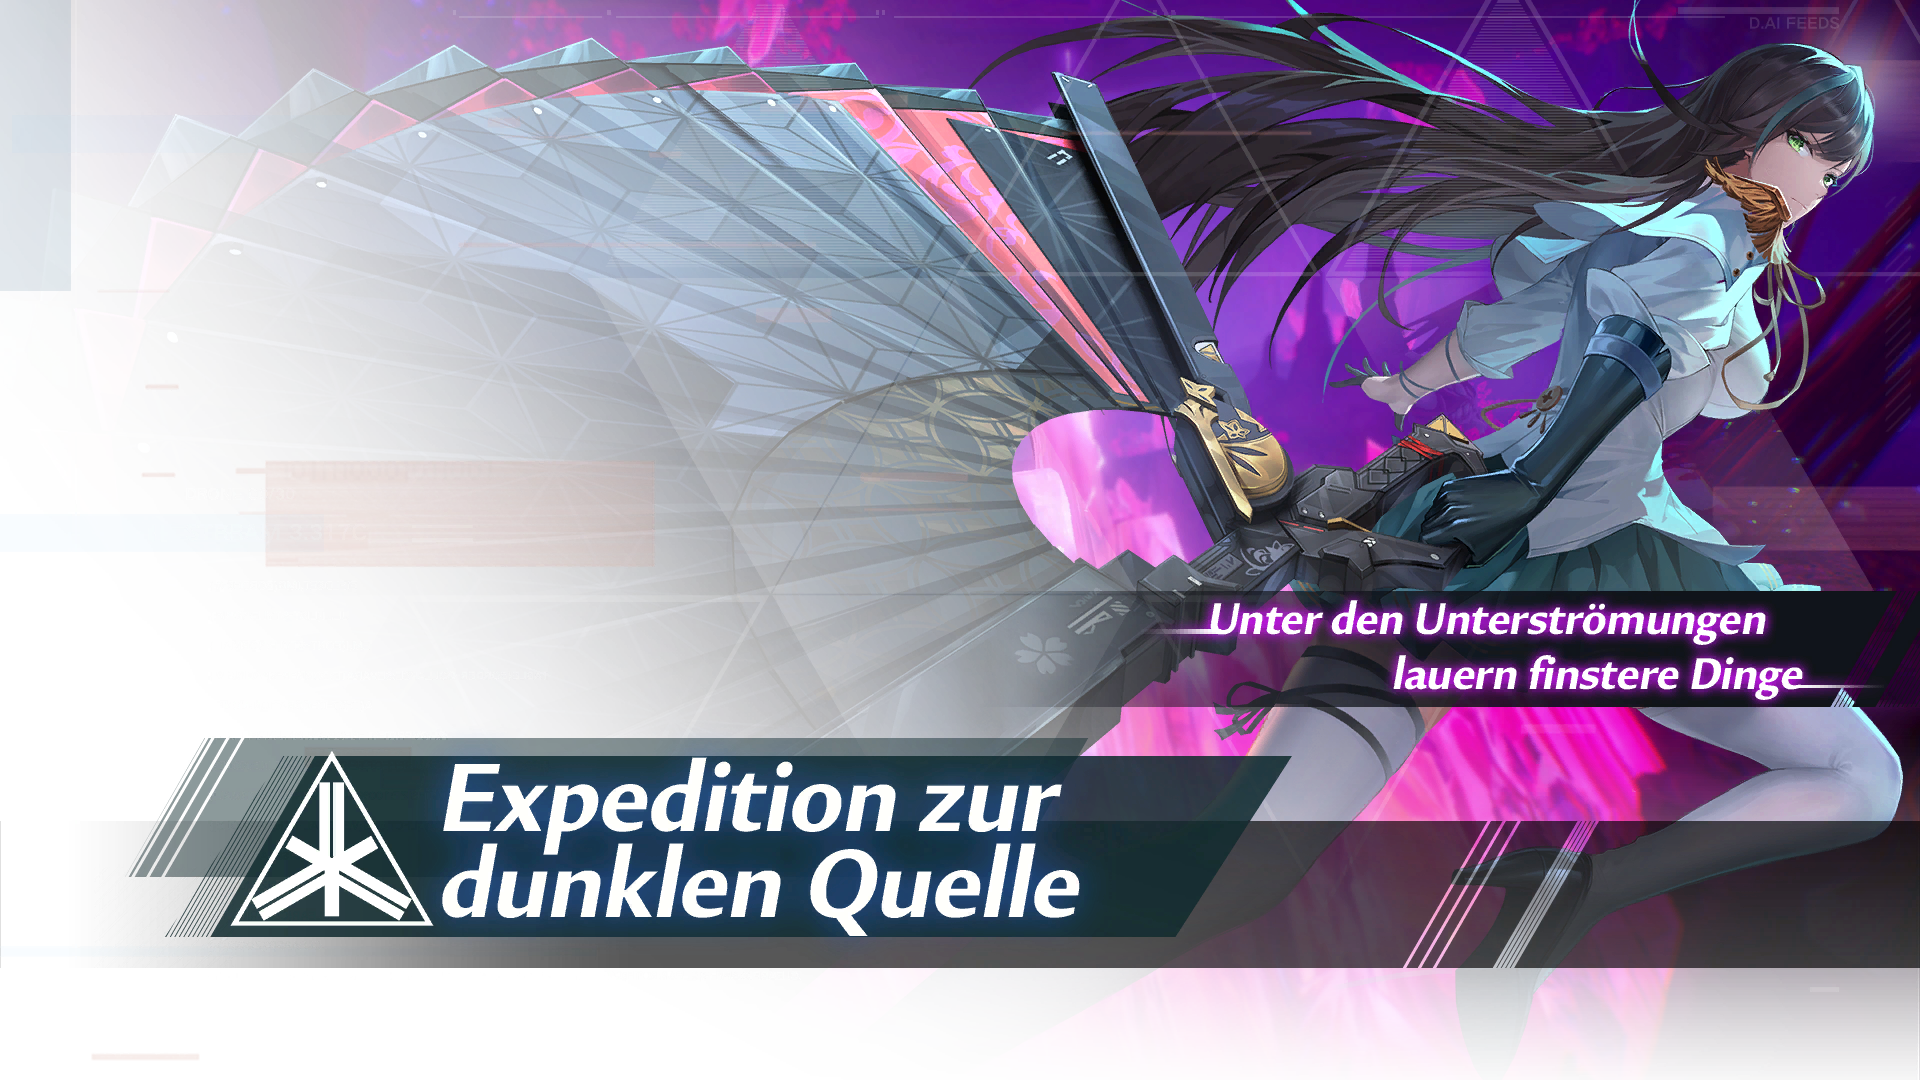 D.AI FEEDS
Unter den Unterströmungen
lauern finstere Dinge
Expedition zur
dunklen Quelle